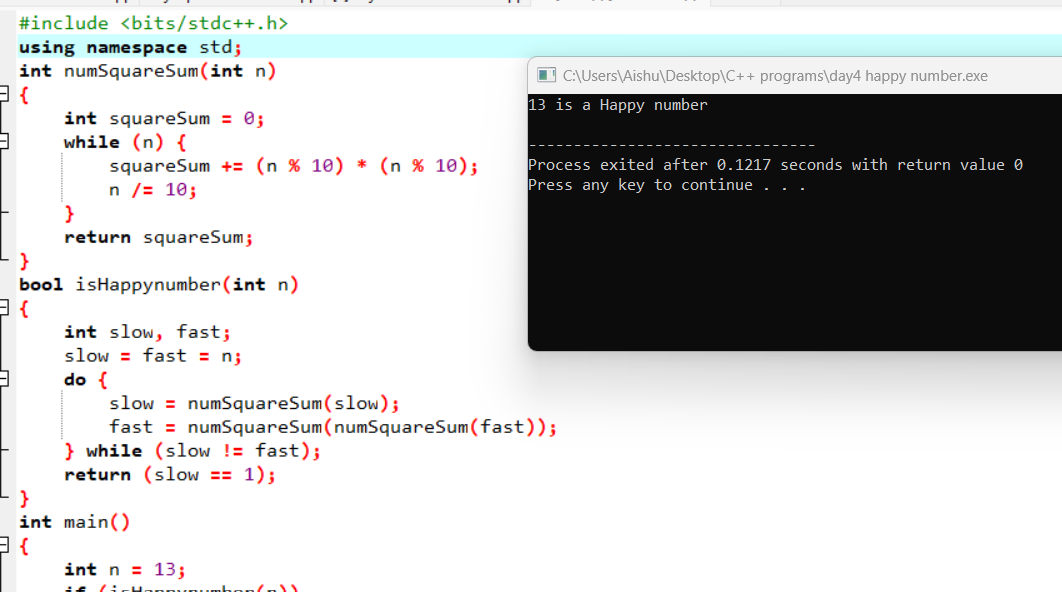 #include <bits/stdc++.h>
using namespace std;
int numSquareSum(int n)
{
int squareSum = 0;
while (n) {
squareSum += (n % 10) * (n % 10);
n /= 10;
}
return squareSum;
}
bool isHappynumber(int n)
{
int slow, fast;
slow = fast = n;
do {
slow = numSquareSum(slow);
fast = numSquareSum(numSquareSum(fast));
} while (slow != fast);
return (slow == 1);
}
int main()
{
int n = 13;
if (isHappynumber(n))
C:\Users\Aishu\Desktop\C++ programs\day4 happy number.exe
13 is a Happy number
--------------------------------
Process exited after 0.1217 seconds with return value 0
Press any key to continue . . .